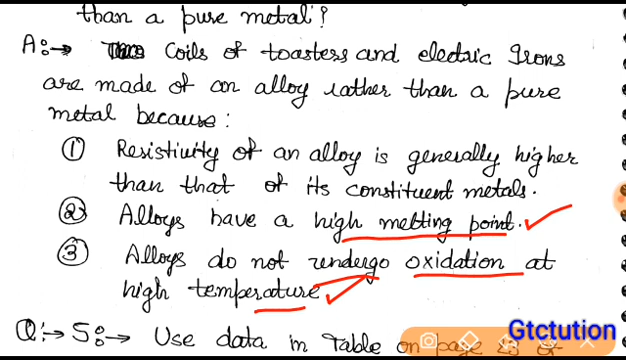 than a pure metal?
A:→ Coils of toasters and electric Irons
are made of an alloy rather than a pure
metal because:
① Resistivity of an alloy is generally higher
than that of its constituent metals.
② Alloys have a high melting point.
③ Alloys do not undergo oxidation at
high temperature
Q:→ 5:→ Use data in Table on page
Gtctution